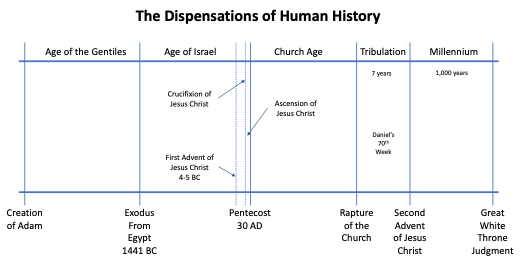 The Dispensations of Human History
Age of the Gentiles
Age of Israel
Church Age
Tribulation
Millennium
7 years
1,000 years
Crucifixion of
Jesus Christ
Ascension of
Jesus Christ
Daniel's
70th
Week
First Advent of
Jesus Christ
4-5 BC
Creation
of Adam
Exodus
From
Egypt
1441 BC
Pentecost
30 AD
Rapture
of the
Church
Second
Advent
of Jesus
Christ
Great
White
Throne
Judgment